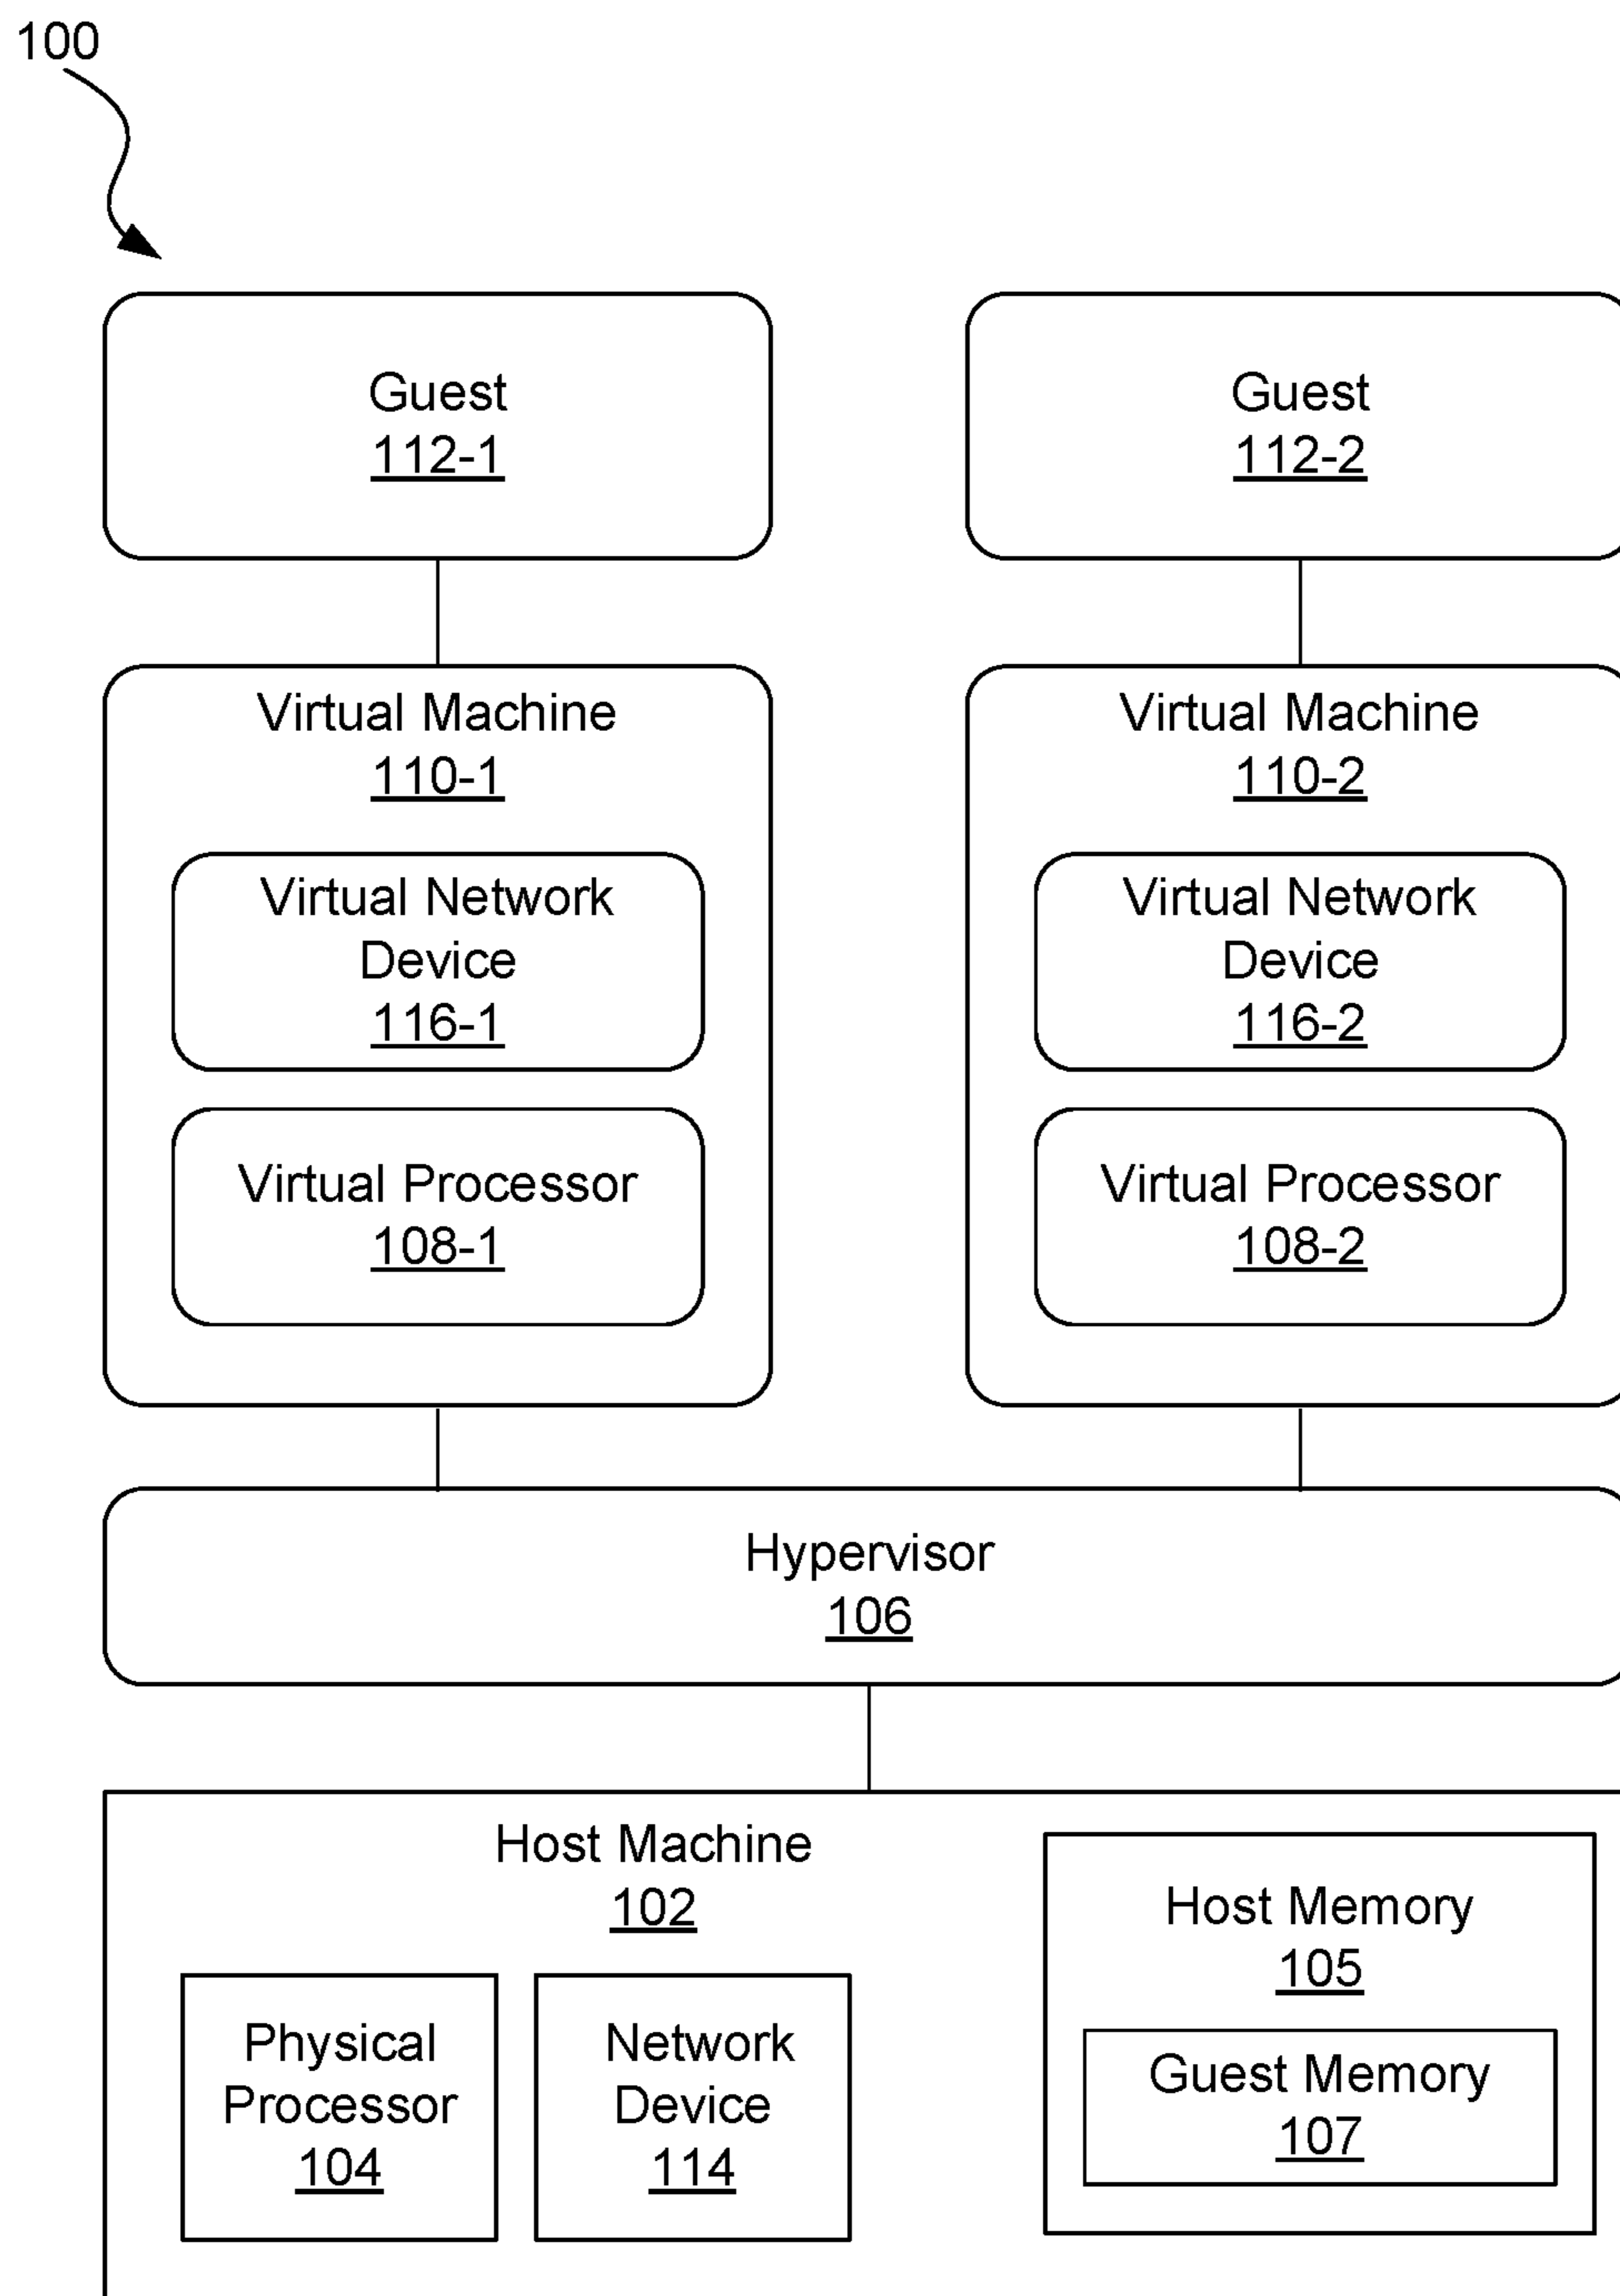 100
Guest
112-1
Guest
112-2
Virtual Machine
110-1
Virtual Network
Device
116-1
Virtual Processor
108-1
Virtual Machine
110-2
Virtual Network
Device
116-2
Virtual Processor
108-2
Hypervisor
106
Host Machine
102
Physical
Processor
104
Network
Device
114
Host Memory
105
Guest Memory
107